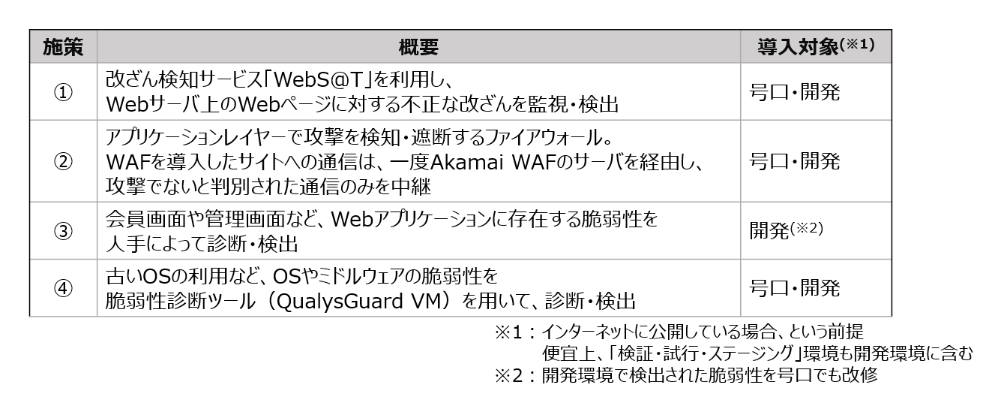 施策 概要 導入対象(※1)
① 改ざん検知サービス「WebS@T」を利用し、
Webサーバ上のWebページに対する不正な改ざんを監視・検出 号口・開発
② アプリケーションレイヤーで攻撃を検知・遮断するファイアウォール。
WAFを導入したサイトへの通信は、一度Akamai WAFのサーバを経由し、
攻撃でないと判別された通信のみを中継 号口・開発
③ 会員画面や管理画面など、Webアプリケーションに存在する脆弱性を
人手によって診断・検出 開発(※2)
④ 古いOSの利用など、OSやミドルウェアの脆弱性を
脆弱性診断ツール（QualysGuard VM）を用いて、診断・検出 号口・開発
※1：インターネットに公開している場合、という前提
便宜上、「検証・試行・ステージング」環境も開発環境に含む
※2：開発環境で検出された脆弱性を号口でも改修